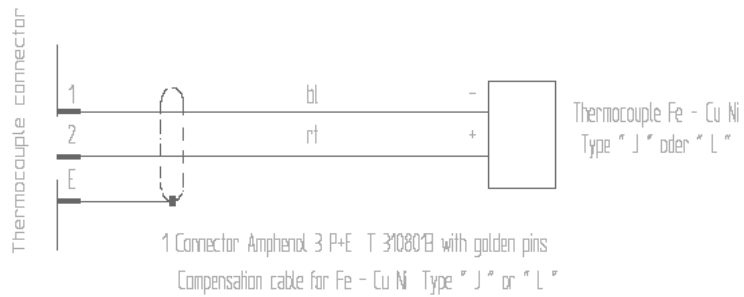 Thermocouple connector
1
bl
-
2
rt
+
E
Thermocouple Fe - Cu Ni
Type " J " oder " L "
1 Connector Amphenol 3 P+E T 3108018 with golden pins
Compensation cable for Fe - Cu Ni Type " J " or " L "